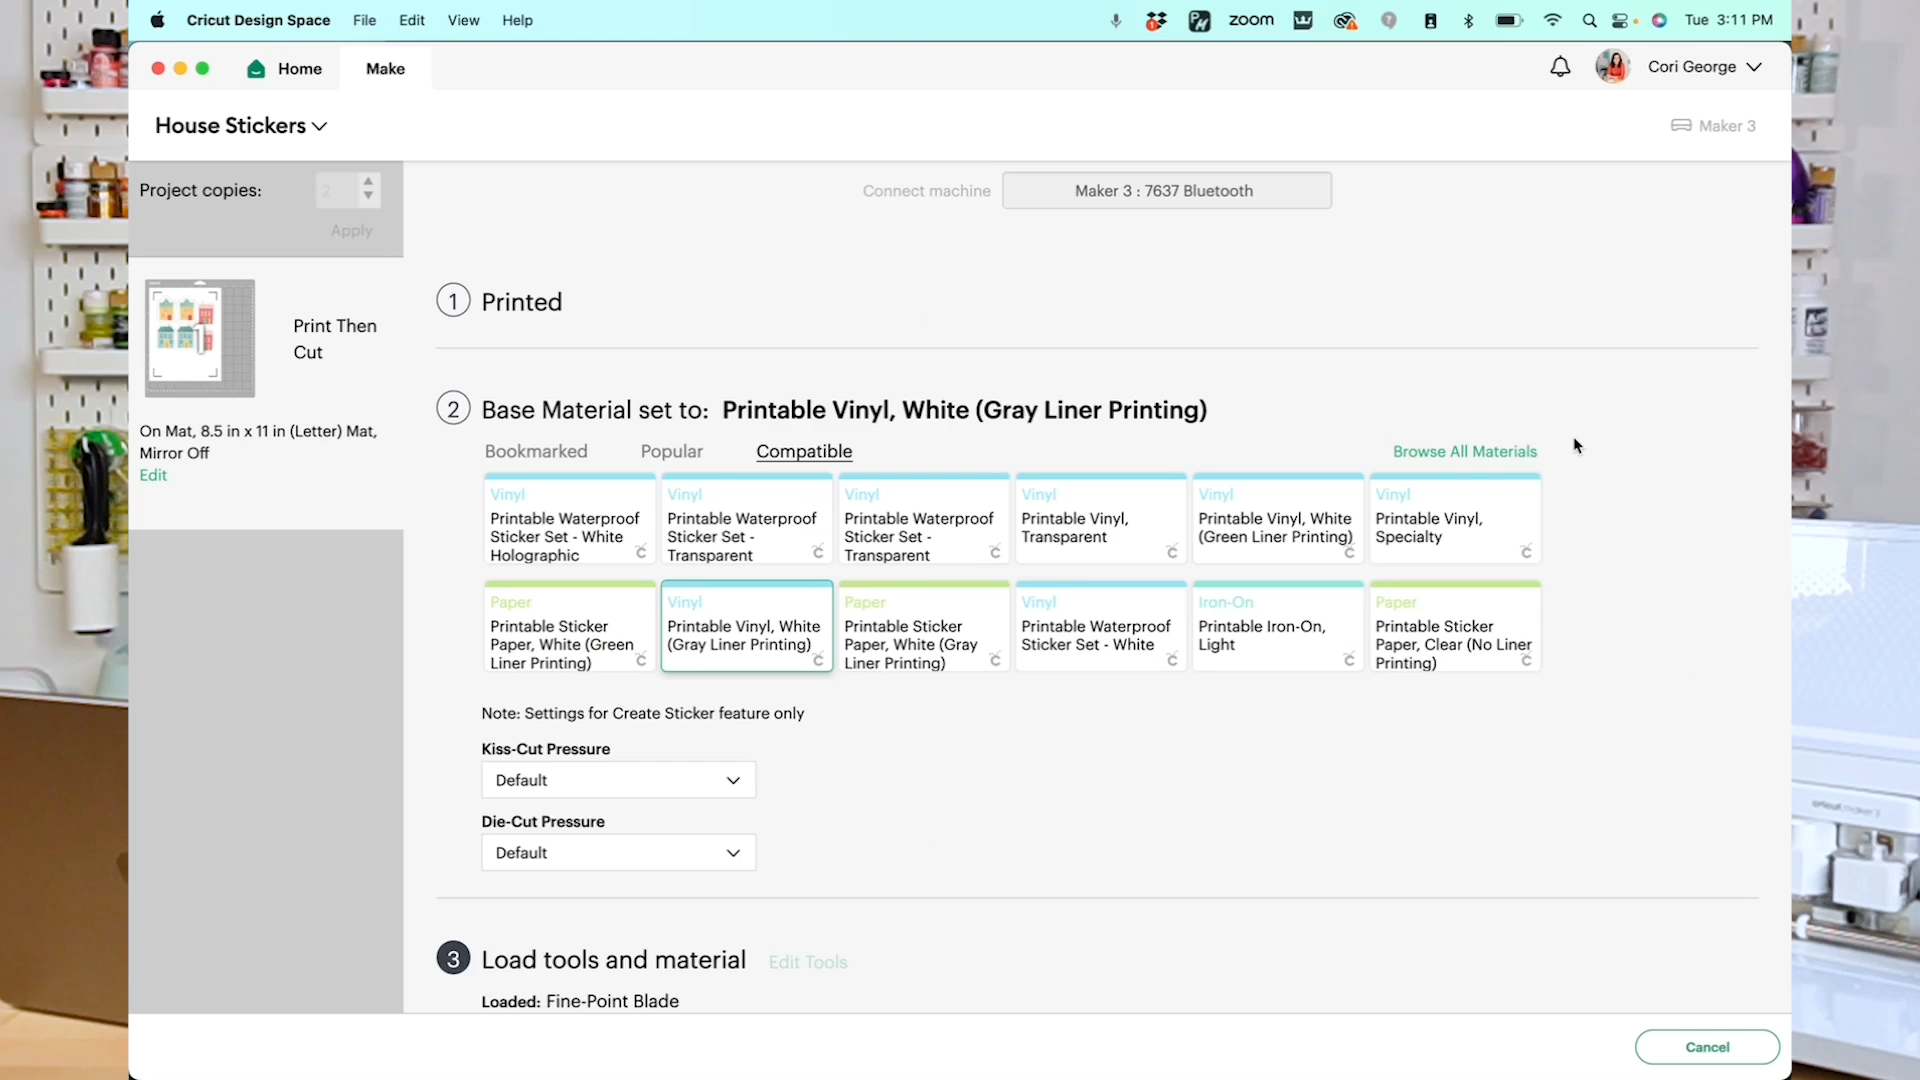 Cricut Design Space File Edit View Help zoom Tue 3:11 PM
Home Make Cori George
House Stickers Maker 3
Project copies: 2
Apply
Connect machine Maker 3 : 7637 Bluetooth
Print Then
Cut
On Mat, 8.5 in x 11 in (Letter) Mat,
Mirror Off
Edit
1 Printed
2 Base Material set to: Printable Vinyl, White (Gray Liner Printing)
Bookmarked Popular Compatible Browse All Materials
Vinyl
Printable Waterproof
Sticker Set - White
Holographic
Vinyl
Printable Waterproof
Sticker Set -
Transparent
Vinyl
Printable Waterproof
Sticker Set -
Transparent
Vinyl
Printable Vinyl,
Transparent
Vinyl
Printable Vinyl, White
(Green Liner Printing)
Vinyl
Printable Vinyl,
Specialty
Paper
Printable Sticker
Paper, White (Green
Liner Printing)
Vinyl
Printable Vinyl, White
(Gray Liner Printing)
Paper
Printable Sticker
Paper, White (Gray
Liner Printing)
Vinyl
Printable Waterproof
Sticker Set - White
Iron-On
Printable Iron-On,
Light
Paper
Printable Sticker
Paper, Clear (No Liner
Printing)
Note: Settings for Create Sticker feature only
Kiss-Cut Pressure
Default
Die-Cut Pressure
Default
3 Load tools and material Edit Tools
Loaded: Fine-Point Blade
Cancel